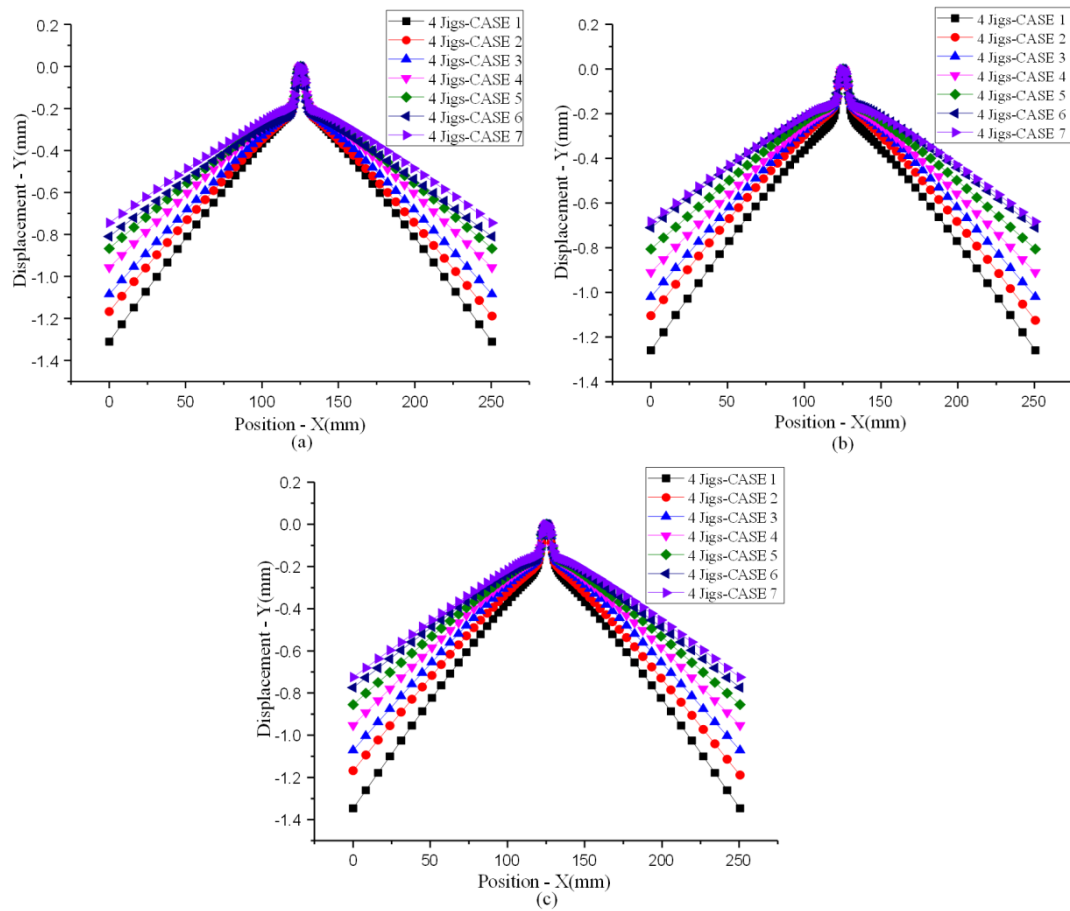 0.2
0.0
-0.2
-0.4
-0.6
-0.8
-1.0
-1.2
-1.4
Displacement - Y(mm)
0 50 100 150 200 250
Position - X(mm)
(a)
4 Jigs-CASE 1
4 Jigs-CASE 2
4 Jigs-CASE 3
4 Jigs-CASE 4
4 Jigs-CASE 5
4 Jigs-CASE 6
4 Jigs-CASE 7
0.2
0.0
-0.2
-0.4
-0.6
-0.8
-1.0
-1.2
-1.4
Displacement - Y(mm)
0 50 100 150 200 250
Position - X(mm)
(b)
4 Jigs-CASE 1
4 Jigs-CASE 2
4 Jigs-CASE 3
4 Jigs-CASE 4
4 Jigs-CASE 5
4 Jigs-CASE 6
4 Jigs-CASE 7
0.2
0.0
-0.2
-0.4
-0.6
-0.8
-1.0
-1.2
-1.4
Displacement - Y(mm)
0 50 100 150 200 250
Position - X(mm)
(c)
4 Jigs-CASE 1
4 Jigs-CASE 2
4 Jigs-CASE 3
4 Jigs-CASE 4
4 Jigs-CASE 5
4 Jigs-CASE 6
4 Jigs-CASE 7